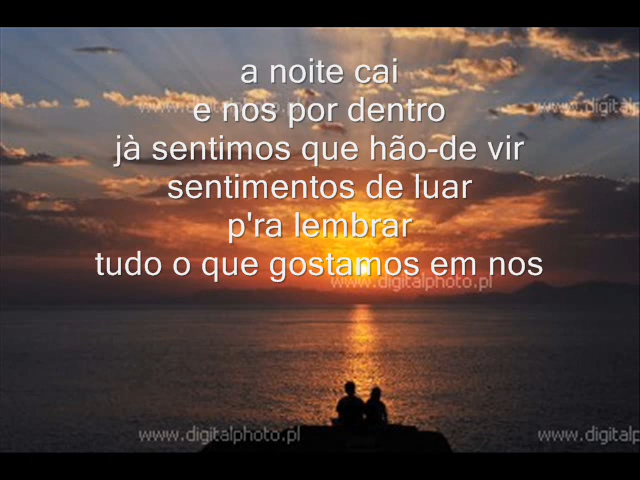 a noite cai
www.digitalphoto.pl
www.digital
e nos por dentro
jà sentimos que hão-de vir
sentimentos de luar
p'ra lembrar
tudo o que gostamos em nos
www.digitalphoto.pl
www.digitalphoto.pl
www.digital